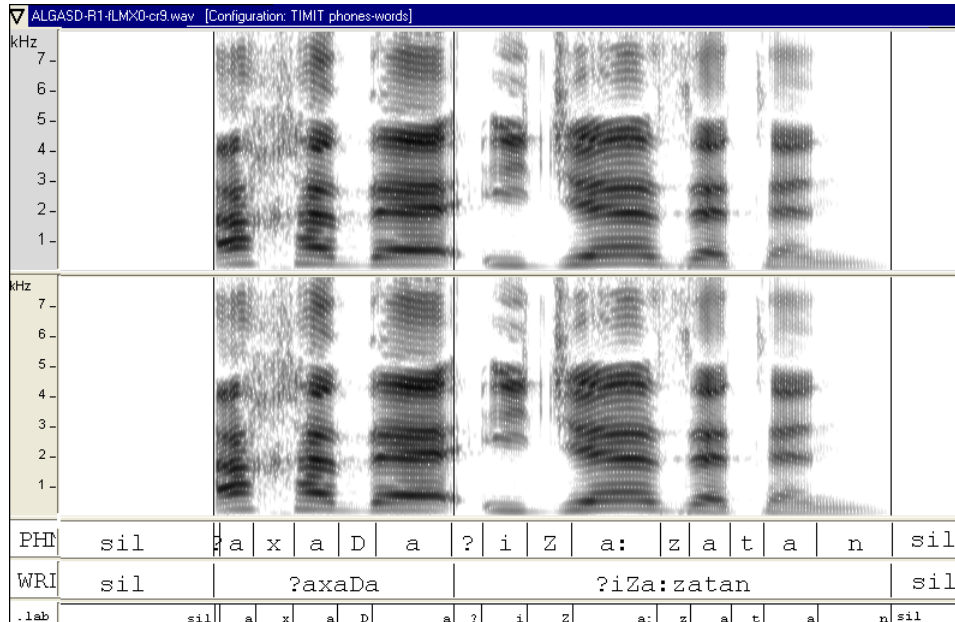 ALGASD-R1-fLMX0-cr9.wav [Configuration: TIMIT phones-words]
kHz
7
6
5
4
3
2
1
kHz
7
6
5
4
3
2
1
PHN sil ? a x a D a ? i Z a: z a t a n sil
WRI sil ?axaDa ?iZa:zatan sil
.lab sil a x a D a ? i Z a: z a t a n sil